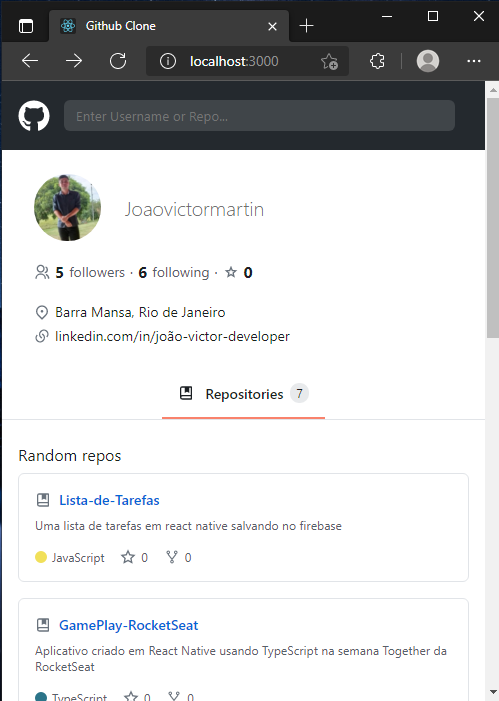 Github Clone
localhost:3000
Enter Username or Repo...
Joaovictormartin
5 followers · 6 following · 0
Barra Mansa, Rio de Janeiro
linkedin.com/in/joão-victor-developer
Repositories 7
Random repos
Lista-de-Tarefas
Uma lista de tarefas em react native salvando no firebase
JavaScript 0 0
GamePlay-RocketSeat
Aplicativo criado em React Native usando TypeScript na semana Together da
RocketSeat
TypeScript 0 0